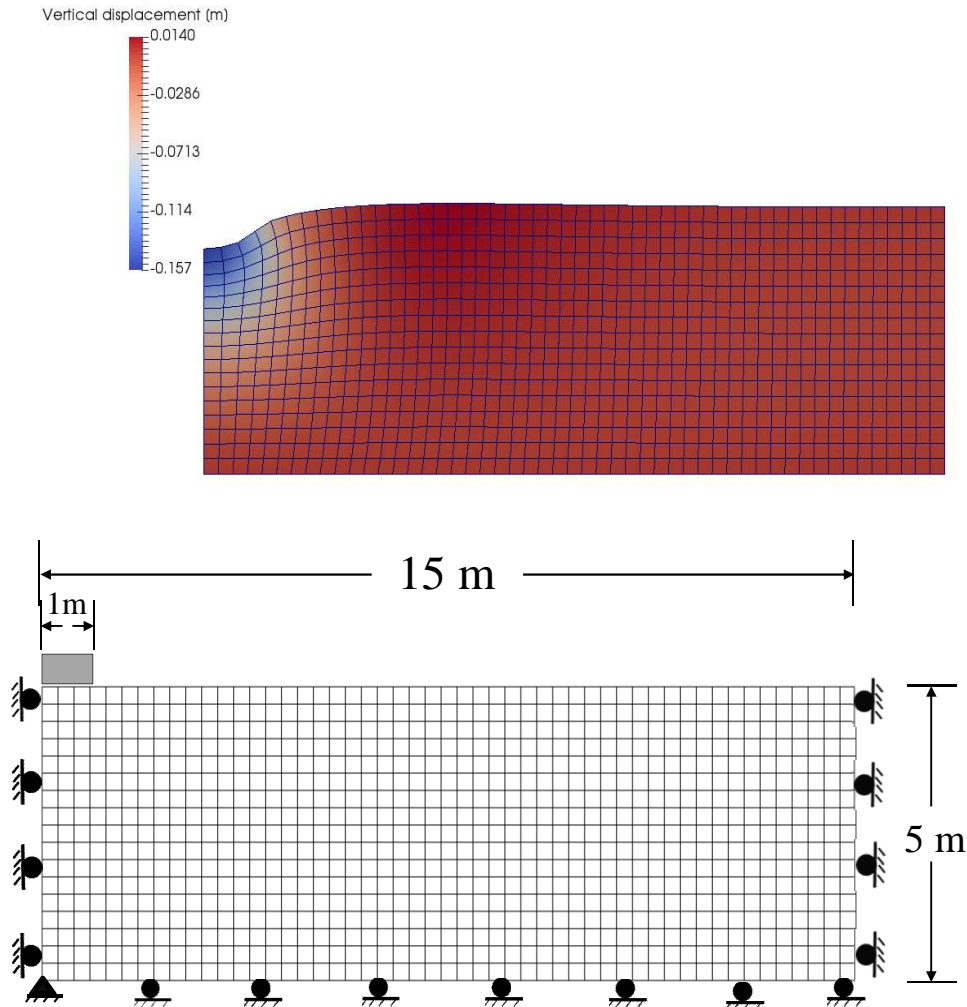 Vertical displacement (m)
0.0140
-0.0286
-0.0713
-0.114
-0.157
15 m
1m
5 m